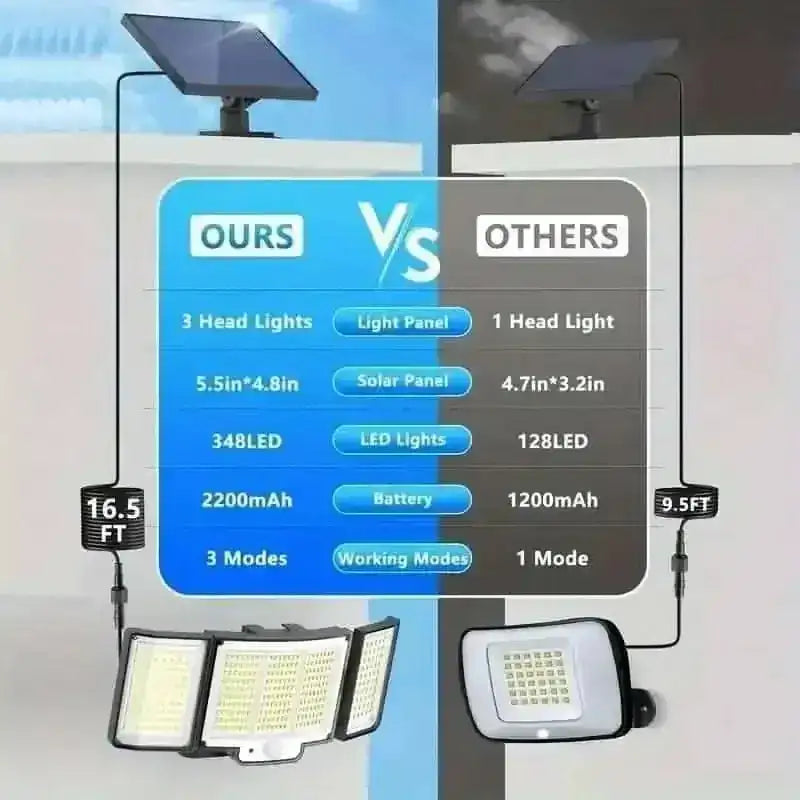 OURS
VS
OTHERS
3 Head Lights
Light Panel
1 Head Light
5.5in*4.8in
Solar Panel
4.7in*3.2in
348LED
LED Lights
128LED
2200mAh
Battery
1200mAh
3 Modes
Working Modes
1 Mode
16.5
FT
9.5FT